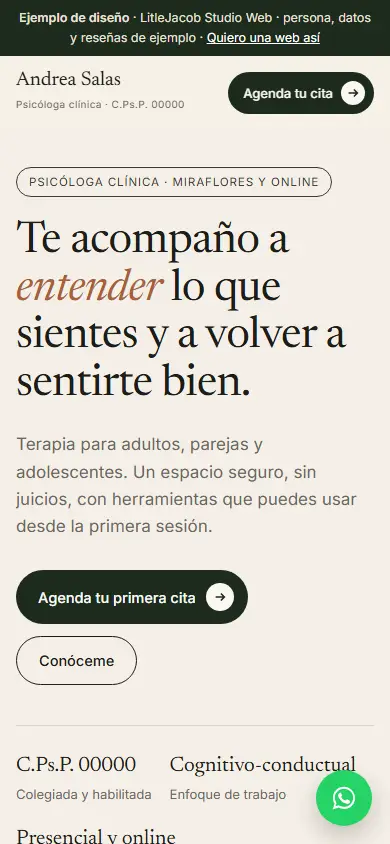 Ejemplo de diseño · LitleJacob Studio Web · persona, datos
y reseñas de ejemplo · Quiero una web así
Andrea Salas
Psicóloga clínica · C.Ps.P. 00000
Agenda tu cita
PSICÓLOGA CLÍNICA · MIRAFLORES Y ONLINE
Te acompaño a
entender lo que
sientes y a volver a
sentirte bien.
Terapia para adultos, parejas y
adolescentes. Un espacio seguro, sin
juicios, con herramientas que puedes usar
desde la primera sesión.
Agenda tu primera cita
Conóceme
C.Ps.P. 00000
Colegiada y habilitada
Cognitivo-conductual
Enfoque de trabajo
Presencial y online